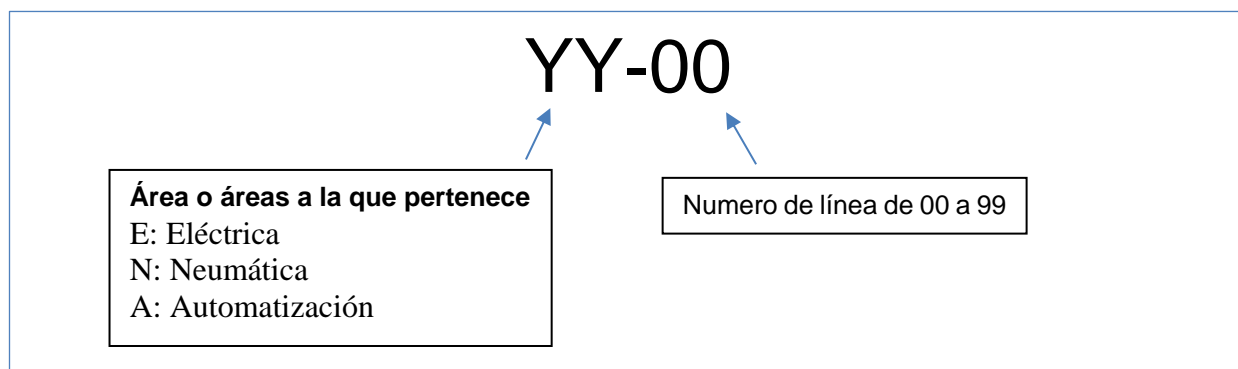 YY-00
Área o áreas a la que pertenece
E: Eléctrica
N: Neumática
A: Automatización
Numero de línea de 00 a 99